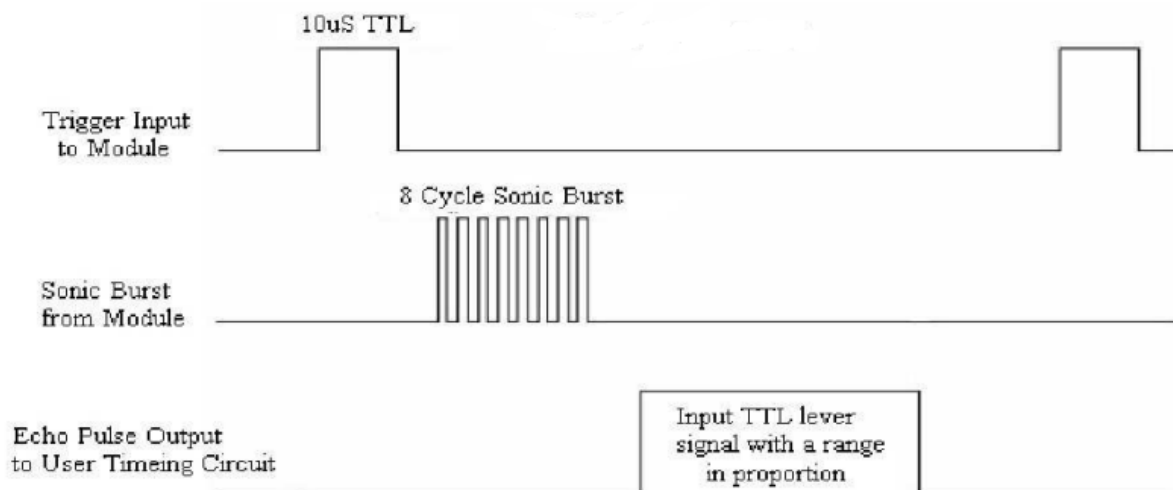 10uS TTL
Trigger Input
to Module
8 Cycle Sonic Burst
Sonic Burst
from Module
Echo Pulse Output
to User Timeing Circuit
Input TTL lever
signal with a range
in proportion